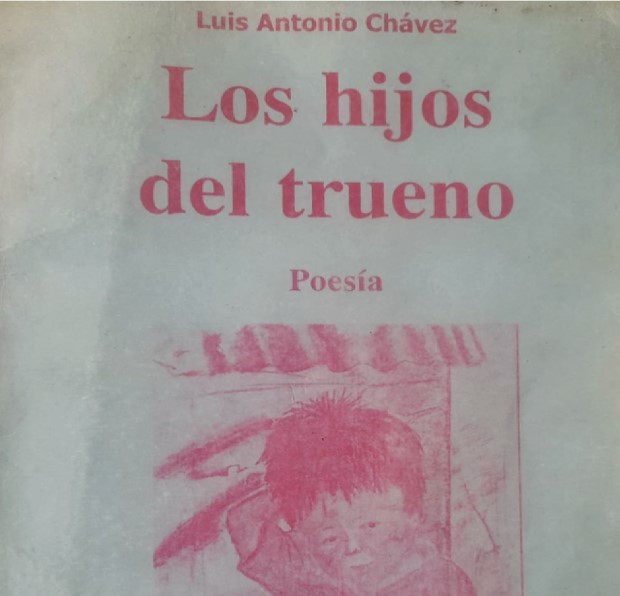 Luis Antonio Chávez
Los hijos
del trueno
Poesía